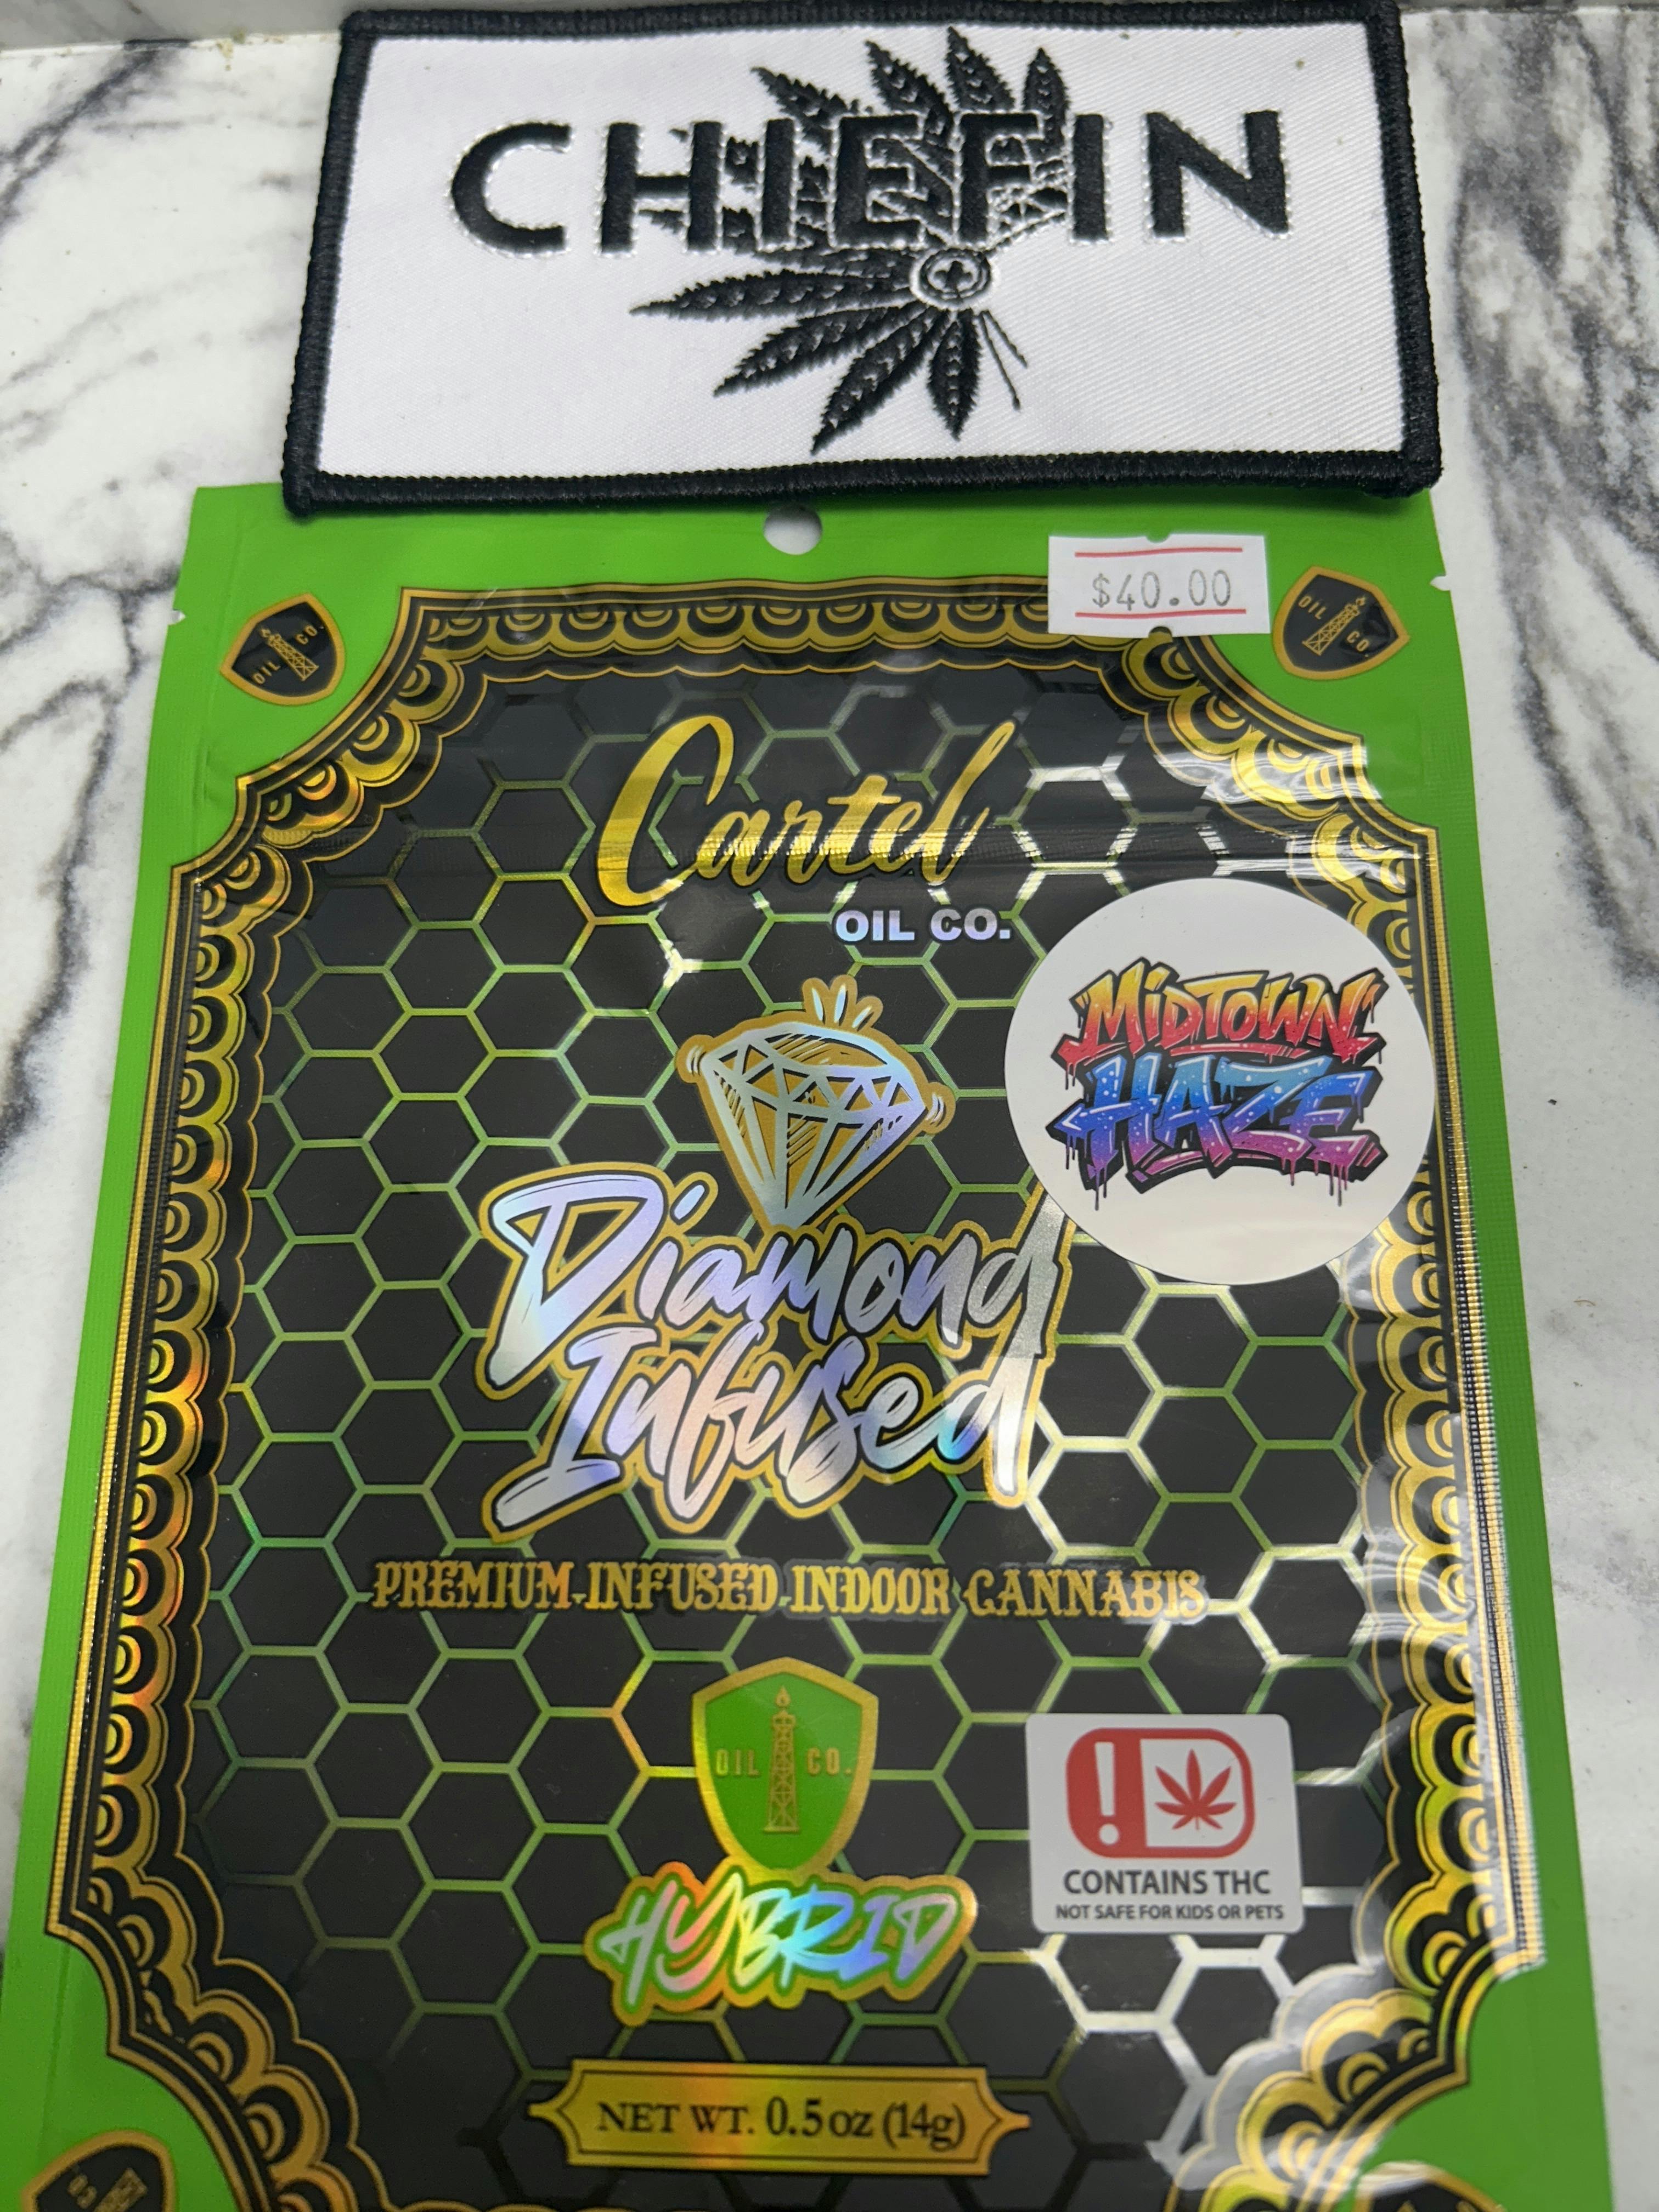 CHIEFIN
$40.00
OIL CO.
OIL CO.
Cartel
OIL CO.
MIDTOWN
HAZE
Diamond
Infused
PREMIUM INFUSED INDOOR CANNABIS
OIL CO.
CONTAINS THC
NOT SAFE FOR KIDS OR PETS
HYBRID
NET WT. 0.5 oz (14g)